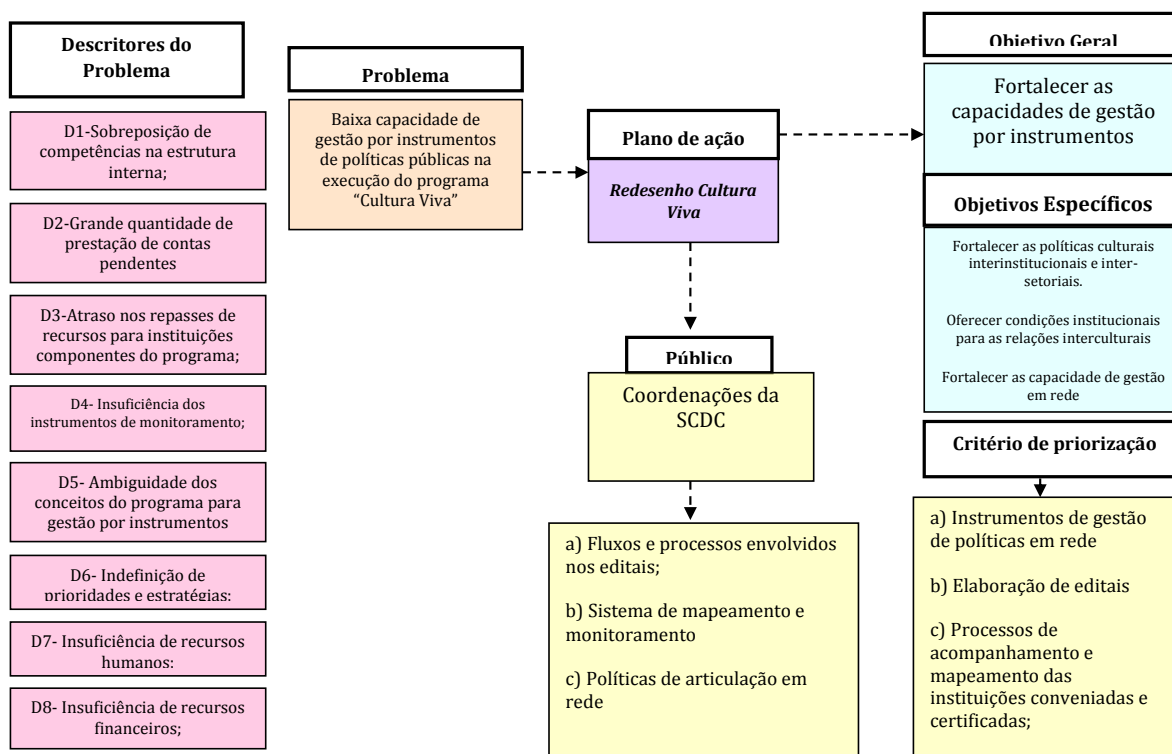 Descritores do
Problema
D1-Sobreposição de
competências na estrutura
interna;
D2-Grande quantidade de
prestação de contas
pendentes
D3-Atraso nos repasses de
recursos para instituições
componentes do programa;
D4- Insuficiência dos
instrumentos de monitoramento;
D5- Ambiguidade dos
conceitos do programa para
gestão por instrumentos
D6- Indefinição de
prioridades e estratégias;
D7- Insuficiência de recursos
humanos;
D8- Insuficiência de recursos
financeiros;
Problema
Baixa capacidade de
gestão por instrumentos
de políticas públicas na
execução do programa
“Cultura Viva”
Plano de ação
Redesenho Cultura
Viva
Público
Coordenações da
SCDC
a) Fluxos e processos envolvidos
nos editais;
b) Sistema de mapeamento e
monitoramento
c) Políticas de articulação em
rede
Objetivo Geral
Fortalecer as
capacidades de gestão
por instrumentos
Objetivos Específicos
Fortalecer as políticas culturais
interinstitucionais e inter-
setoriais.
Oferecer condições institucionais
para as relações interculturais
Fortalecer as capacidade de gestão
em rede
Critério de priorização
a) Instrumentos de gestão
de políticas em rede
b) Elaboração de editais
c) Processos de
acompanhamento e
mapeamento das
instituições conveniadas e
certificadas;